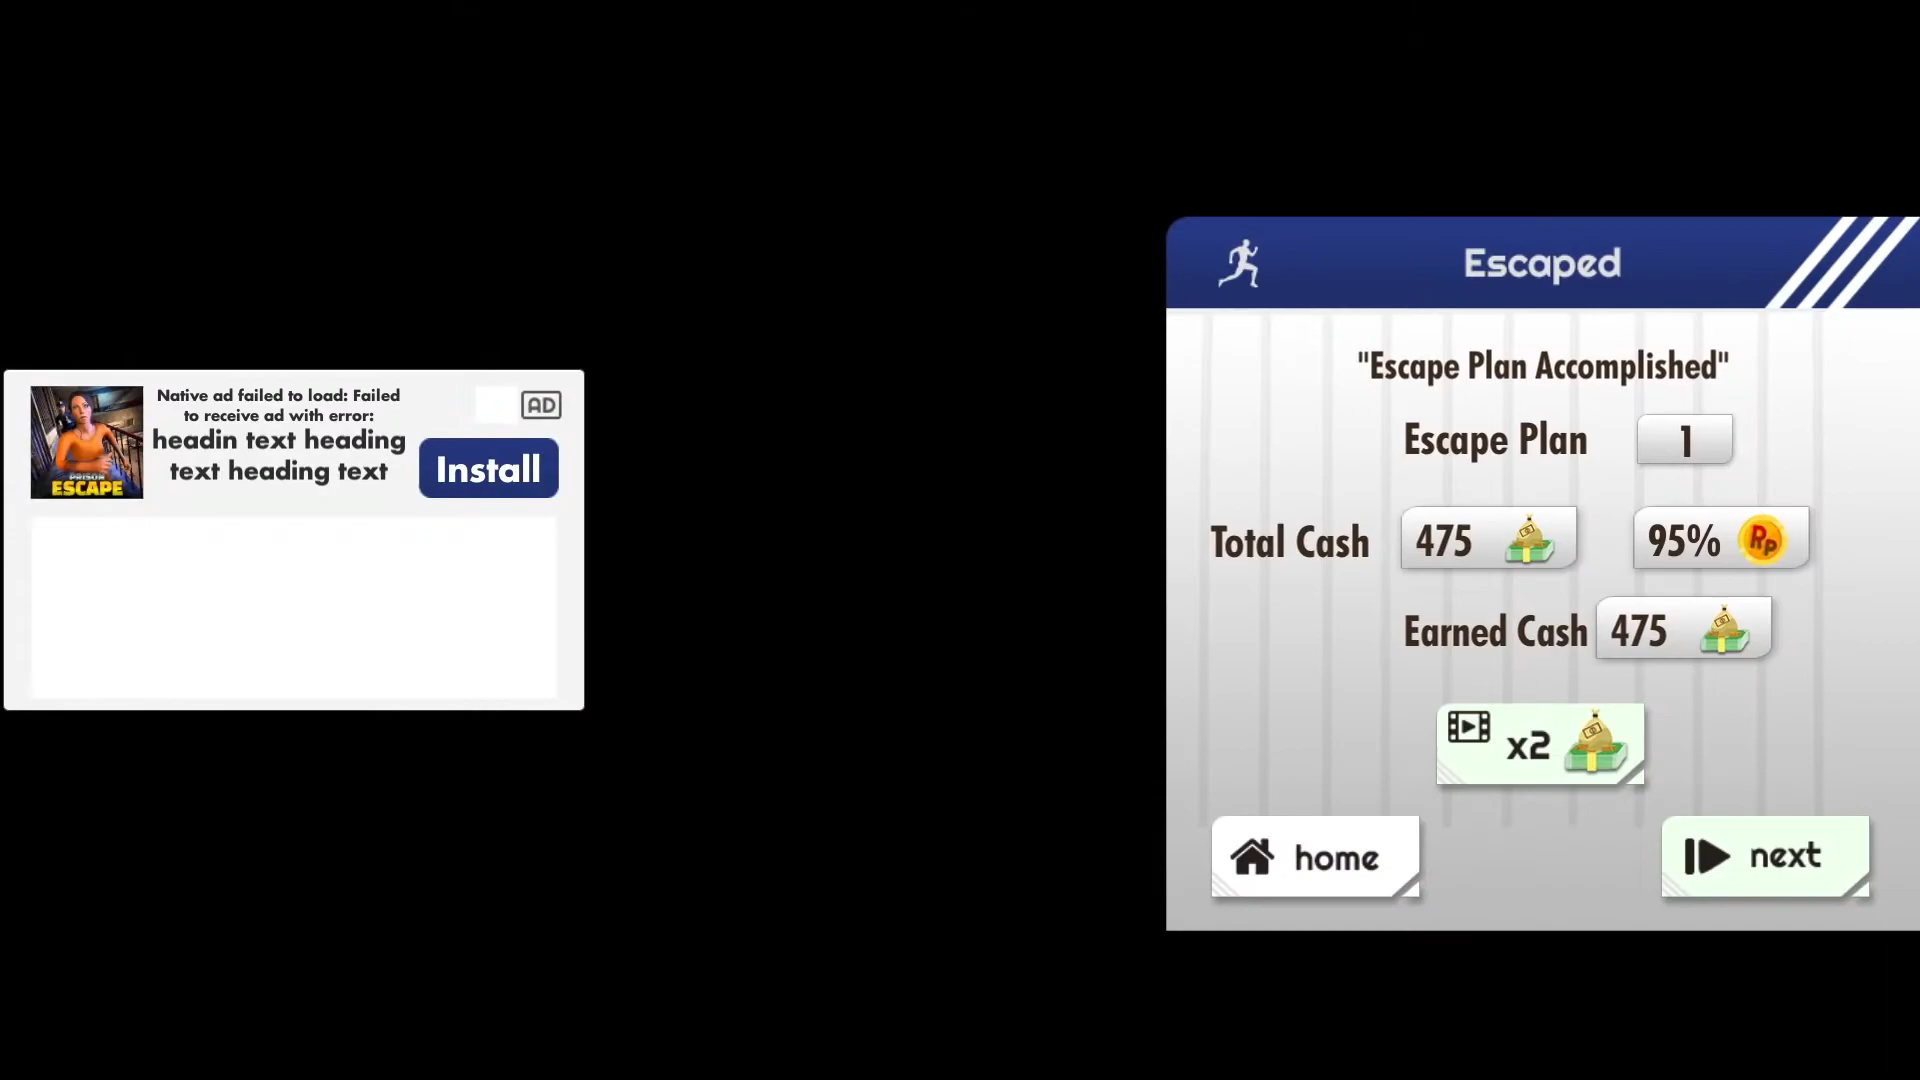 Native ad failed to load: Failed
to receive ad with error:
headin text heading
text heading text
AD
Install
PRISON
ESCAPE
Escaped
"Escape Plan Accomplished"
Escape Plan 1
Total Cash 475 95% Rp
Earned Cash 475
x2
home
next